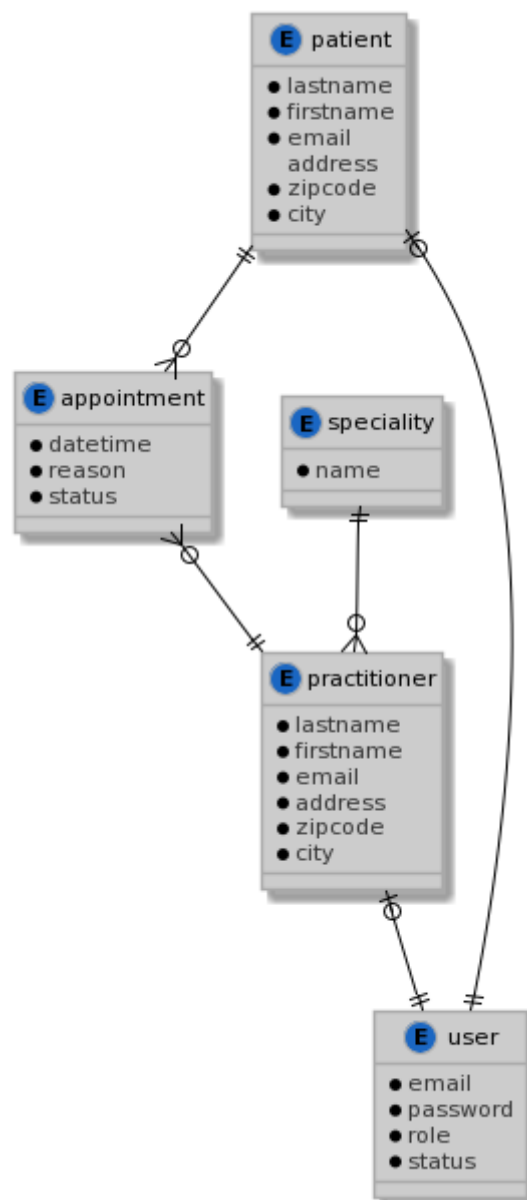 E patient
lastname
firstname
email
address
zipcode
city
E appointment
datetime
reason
status
E speciality
name
E practitioner
lastname
firstname
email
address
zipcode
city
E user
email
password
role
status